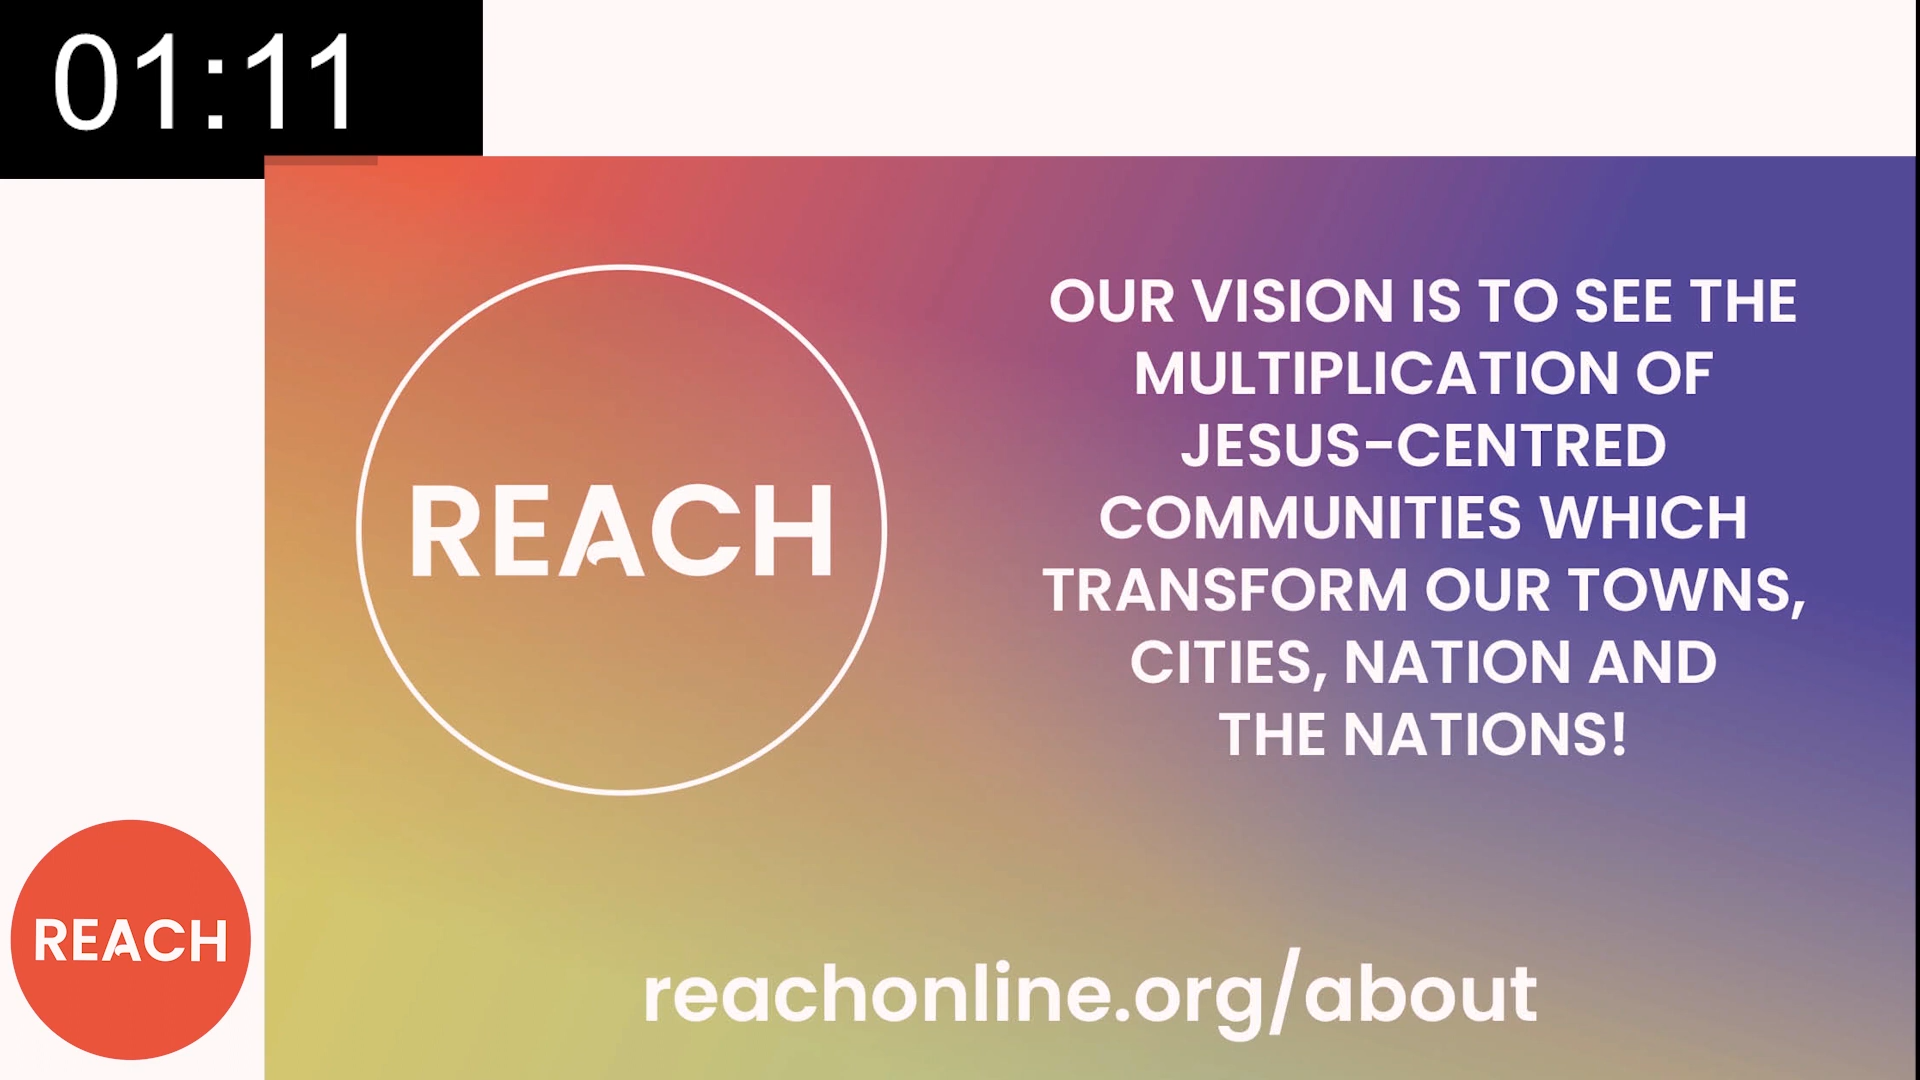 01:11
REACH
OUR VISION IS TO SEE THE
MULTIPLICATION OF
JESUS-CENTRED
COMMUNITIES WHICH
TRANSFORM OUR TOWNS,
CITIES, NATION AND
THE NATIONS!
REACH
reachonline.org/about